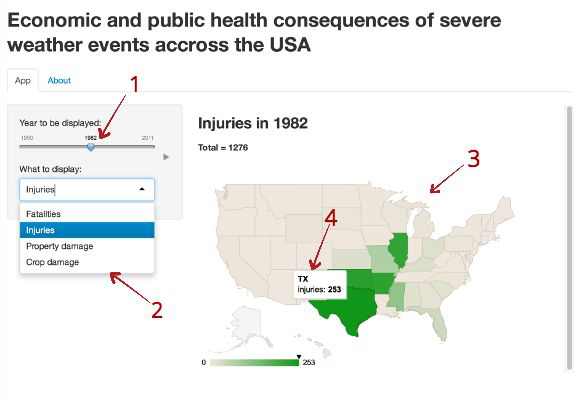 Economic and public health consequences of severe
weather events accross the USA
App About
1
Year to be displayed:
1950 1982 2011
What to display:
Injuries
Fatalities
Injuries
Property damage
Crop damage
2
Injuries in 1982
Total = 1276
3
4
TX
injuries: 253
0 253